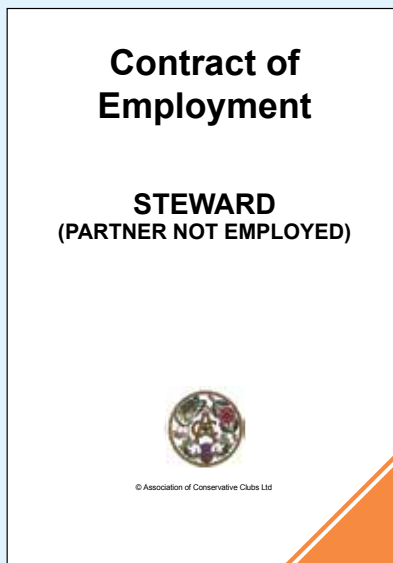 Contract of
Employment
STEWARD
(PARTNER NOT EMPLOYED)
© Association of Conservative Clubs Ltd